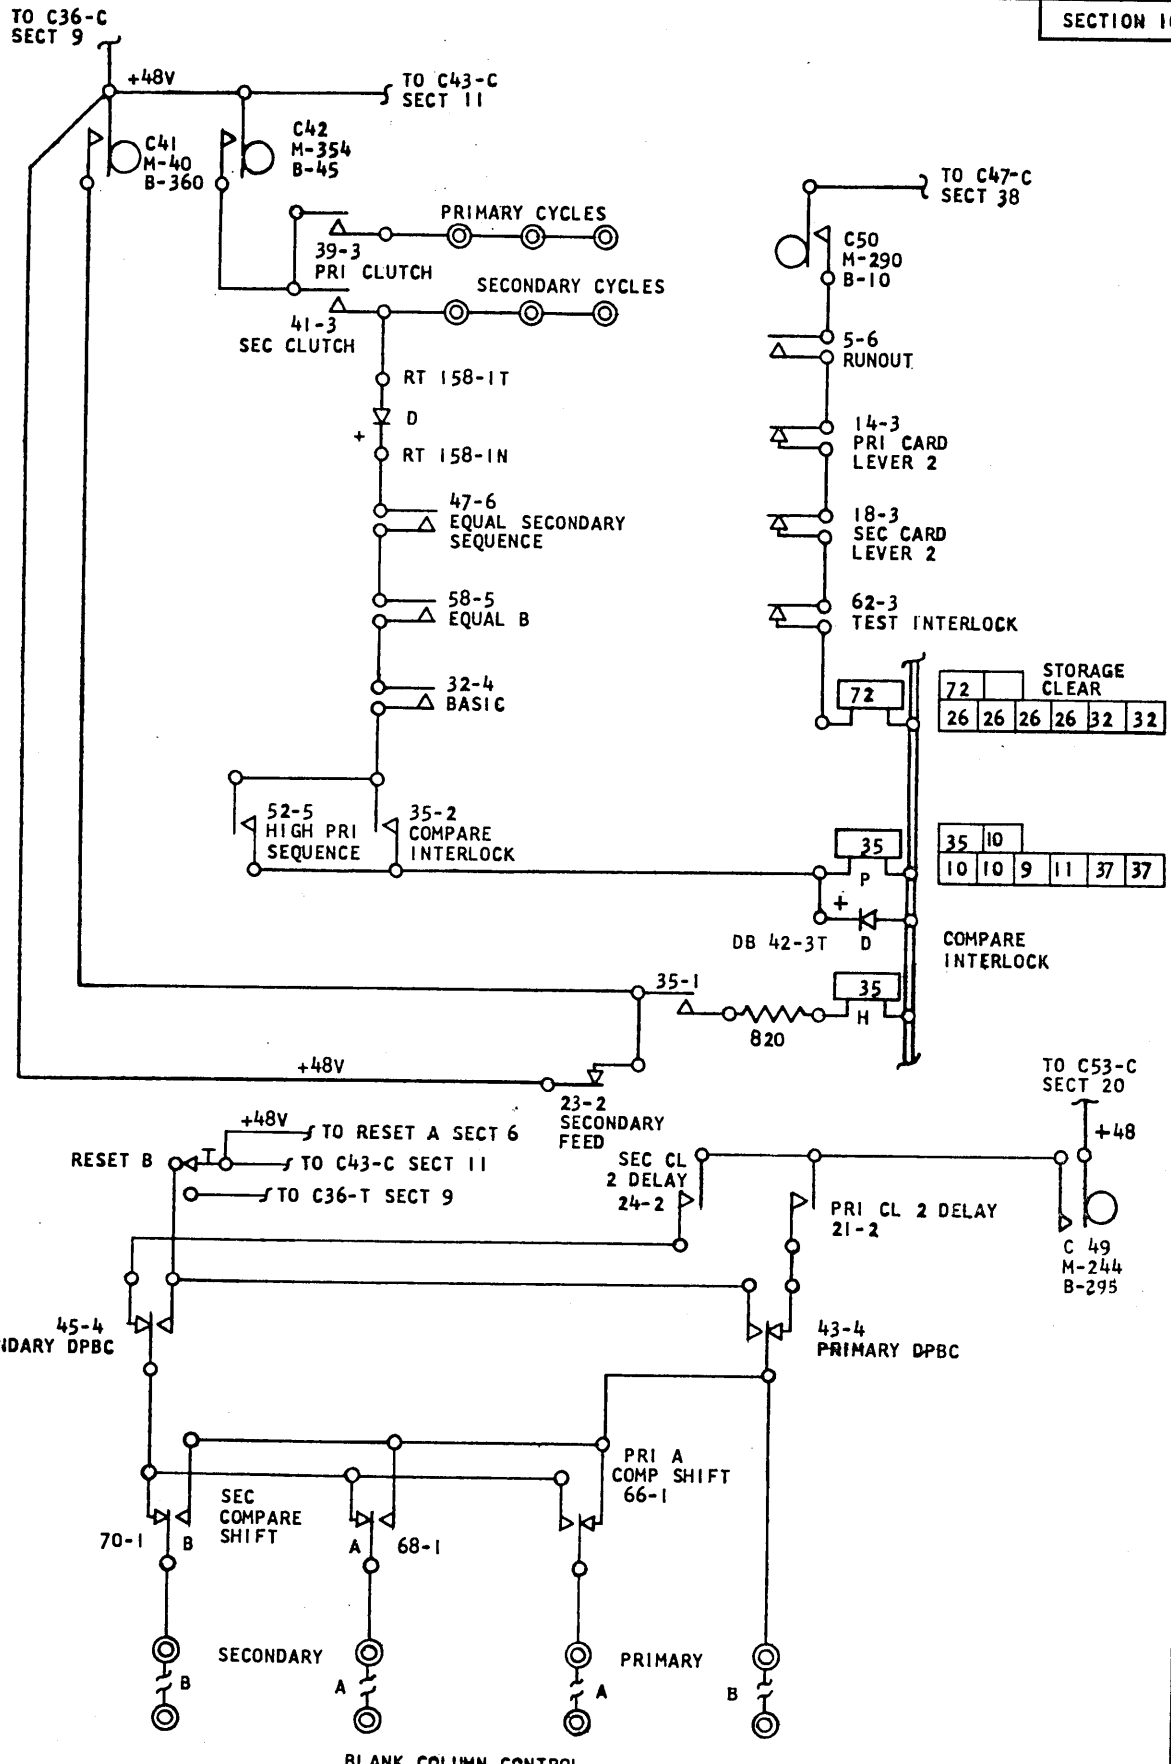 TO C36-C
SECT 9
SECTION
+48V
TO C43-C
SECT 11
C41
M-40
B-360
C42
M-354
B-45
TO C47-C
SECT 38
PRIMARY CYCLES
39-3
PRI CLUTCH
C50
M-290
B-10
SECONDARY CYCLES
41-3
SEC CLUTCH
5-6
RUNOUT
RT 158-1T
D
+
RT 158-1N
14-3
PRI CARD
LEVER 2
47-6
EQUAL SECONDARY
SEQUENCE
18-3
SEC CARD
LEVER 2
58-5
EQUAL B
62-3
TEST INTERLOCK
32-4
BASIC
72
72
STORAGE
CLEAR
26 26 26 26 32 32
52-5
HIGH PRI
SEQUENCE
35-2
COMPARE
INTERLOCK
35
P
35 10
10 10 9 11 37 37
+
DB 42-3T D
COMPARE
INTERLOCK
35-1
820
35
H
+48V
23-2
SECONDARY
FEED
TO C53-C
SECT 20
+48
+48V
TO RESET A SECT 6
RESET B
T
TO C43-C SECT 11
TO C36-T SECT 9
SEC CL
2 DELAY
24-2
PRI CL 2 DELAY
21-2
C 49
M-244
B-295
45-4
DPBC
43-4
PRIMARY DPBC
PRI A
COMP SHIFT
66-1
SEC
COMPARE
SHIFT
70-1
B
A
68-1
SECONDARY
PRIMARY
B
A
A
B
BLANK COLUMN CONTROL